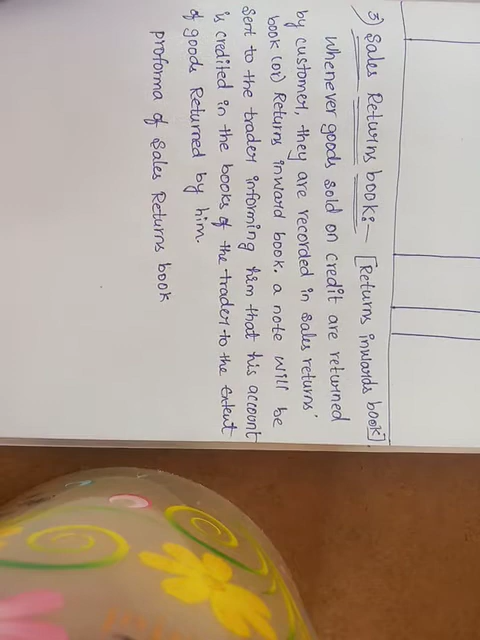 3) Sales Returns book:- [Returns inwards book].
Whenever goods sold on credit are returned
by customer, they are recorded in sales returns
book (or) Returns inward book. a note will be
sent to the trader informing him that his account
is credited in the books of the trader to the extent
of goods Returned by him.
proforma of Sales Returns book